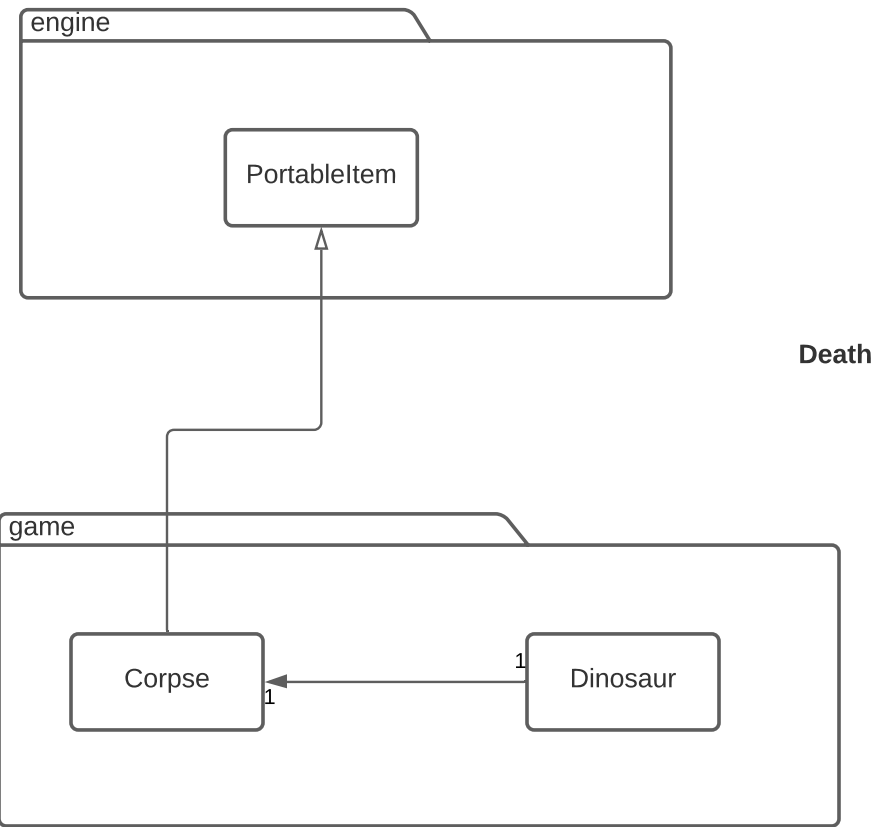 engine
PortableItem
Death
game
Corpse
1
1
Dinosaur